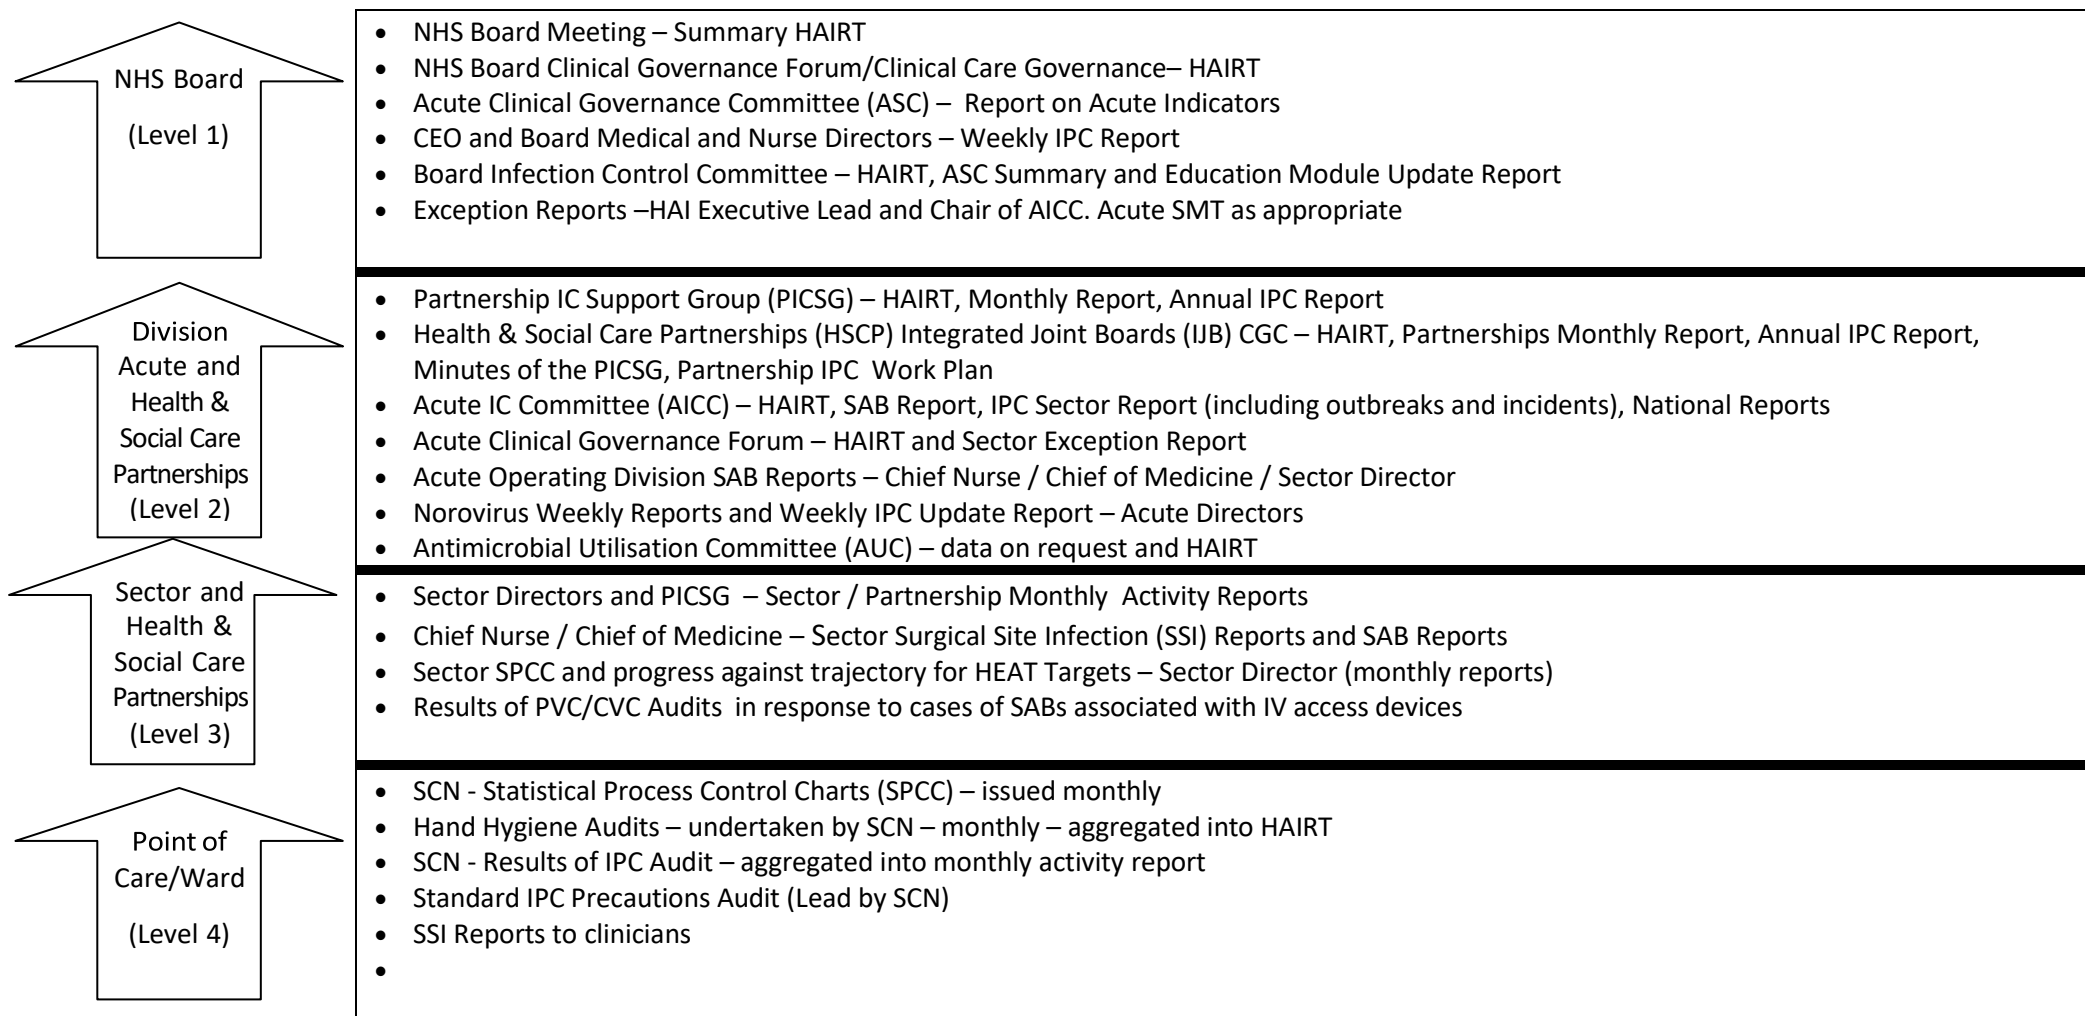 NHS Board
(Level 1)
• NHS Board Meeting – Summary HAIRT
• NHS Board Clinical Governance Forum/Clinical Care Governance– HAIRT
• Acute Clinical Governance Committee (ASC) – Report on Acute Indicators
• CEO and Board Medical and Nurse Directors – Weekly IPC Report
• Board Infection Control Committee – HAIRT, ASC Summary and Education Module Update Report
• Exception Reports –HAI Executive Lead and Chair of AICC. Acute SMT as appropriate
Division
Acute and
Health &
Social Care
Partnerships
(Level 2)
• Partnership IC Support Group (PICSG) – HAIRT, Monthly Report, Annual IPC Report
• Health & Social Care Partnerships (HSCP) Integrated Joint Boards (IJB) CGC – HAIRT, Partnerships Monthly Report, Annual IPC Report,
Minutes of the PICSG, Partnership IPC Work Plan
• Acute IC Committee (AICC) – HAIRT, SAB Report, IPC Sector Report (including outbreaks and incidents), National Reports
• Acute Clinical Governance Forum – HAIRT and Sector Exception Report
• Acute Operating Division SAB Reports – Chief Nurse / Chief of Medicine / Sector Director
• Norovirus Weekly Reports and Weekly IPC Update Report – Acute Directors
• Antimicrobial Utilisation Committee (AUC) – data on request and HAIRT
Sector and
Health &
Social Care
Partnerships
(Level 3)
• Sector Directors and PICSG – Sector / Partnership Monthly Activity Reports
• Chief Nurse / Chief of Medicine – Sector Surgical Site Infection (SSI) Reports and SAB Reports
• Sector SPCC and progress against trajectory for HEAT Targets – Sector Director (monthly reports)
• Results of PVC/CVC Audits in response to cases of SABs associated with IV access devices
Point of
Care/Ward
(Level 4)
• SCN - Statistical Process Control Charts (SPCC) – issued monthly
• Hand Hygiene Audits – undertaken by SCN – monthly – aggregated into HAIRT
• SCN - Results of IPC Audit – aggregated into monthly activity report
• Standard IPC Precautions Audit (Lead by SCN)
• SSI Reports to clinicians
•